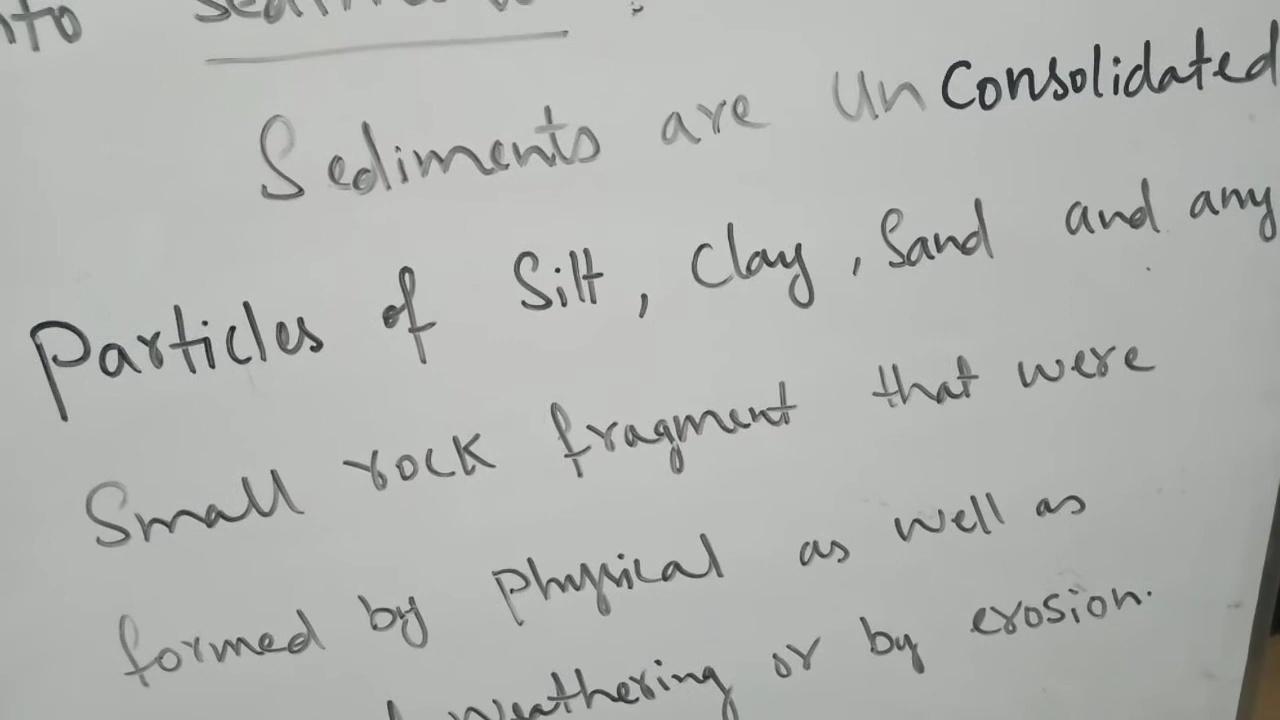 nto
Sediments are unconsolidated
Particles of Silt, Clay, Sand and any
Small rock fragment that were
formed by Physical as well as
weathering or by erosion.